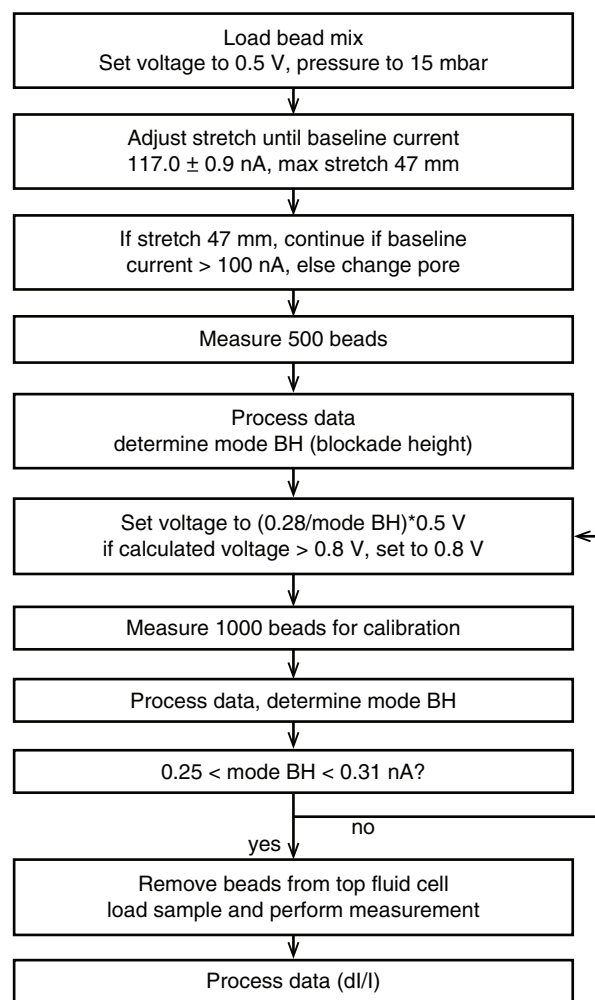 Load bead mix
Set voltage to 0.5 V, pressure to 15 mbar
Adjust stretch until baseline current
117.0 ± 0.9 nA, max stretch 47 mm
If stretch 47 mm, continue if baseline
current > 100 nA, else change pore
Measure 500 beads
Process data
determine mode BH (blockade height)
Set voltage to (0.28/mode BH)*0.5 V
if calculated voltage > 0.8 V, set to 0.8 V
Measure 1000 beads for calibration
Process data, determine mode BH
0.25 < mode BH < 0.31 nA?
no
yes
Remove beads from top fluid cell
load sample and perform measurement
Process data (dI/I)